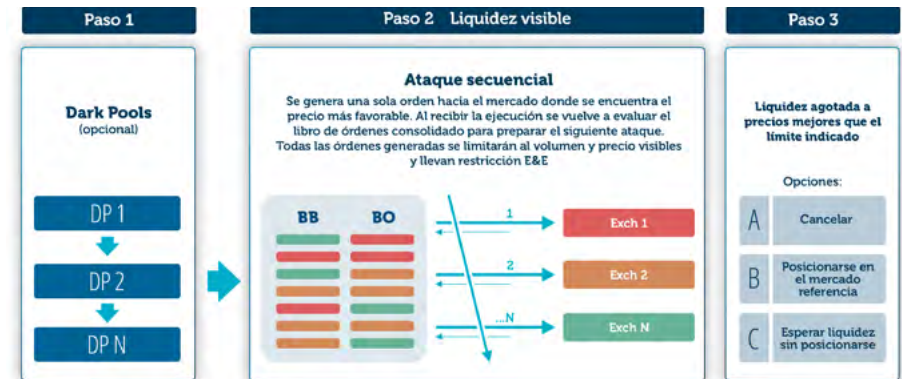 Paso 1
Dark Pools
(opcional)
DP 1
DP 2
DP N
Paso 2 Liquidez visible
Ataque secuencial
Se genera una sola orden hacia el mercado donde se encuentra el
precio más favorable. Al recibir la ejecución se vuelve a evaluar el
libro de órdenes consolidado para preparar el siguiente ataque.
Todas las órdenes generadas se limitarán al volumen y precio visibles
y llevan restricción E&E
BB BO
1
Exch 1
2
Exch 2
...N
Exch N
Paso 3
Liquidez agotada a
precios mejores que el
límite indicado
Opciones:
A Cancelar
B Posicionarse en
el mercado
referencia
C Esperar liquidez
sin posicionarse